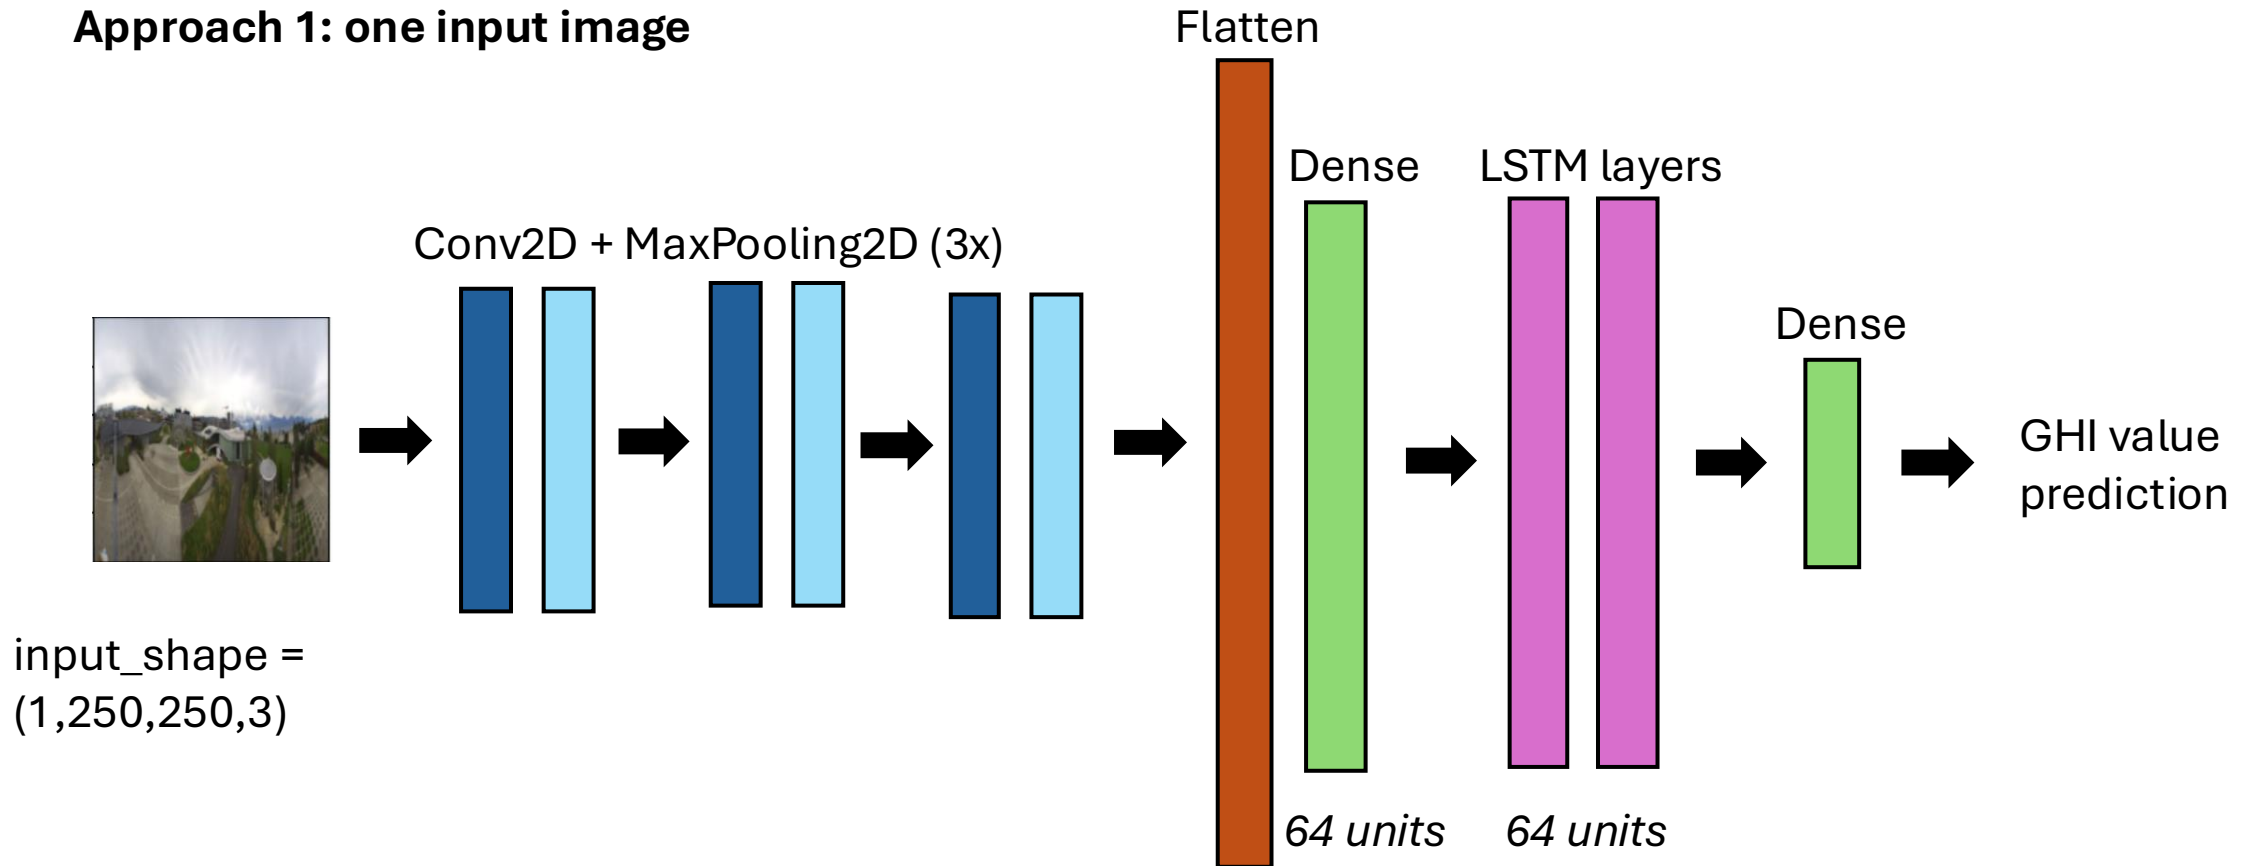 Approach 1: one input image
Flatten
Dense
LSTM layers
Conv2D + MaxPooling2D (3x)
Dense
GHI value
prediction
input_shape =
(1,250,250,3)
64 units
64 units